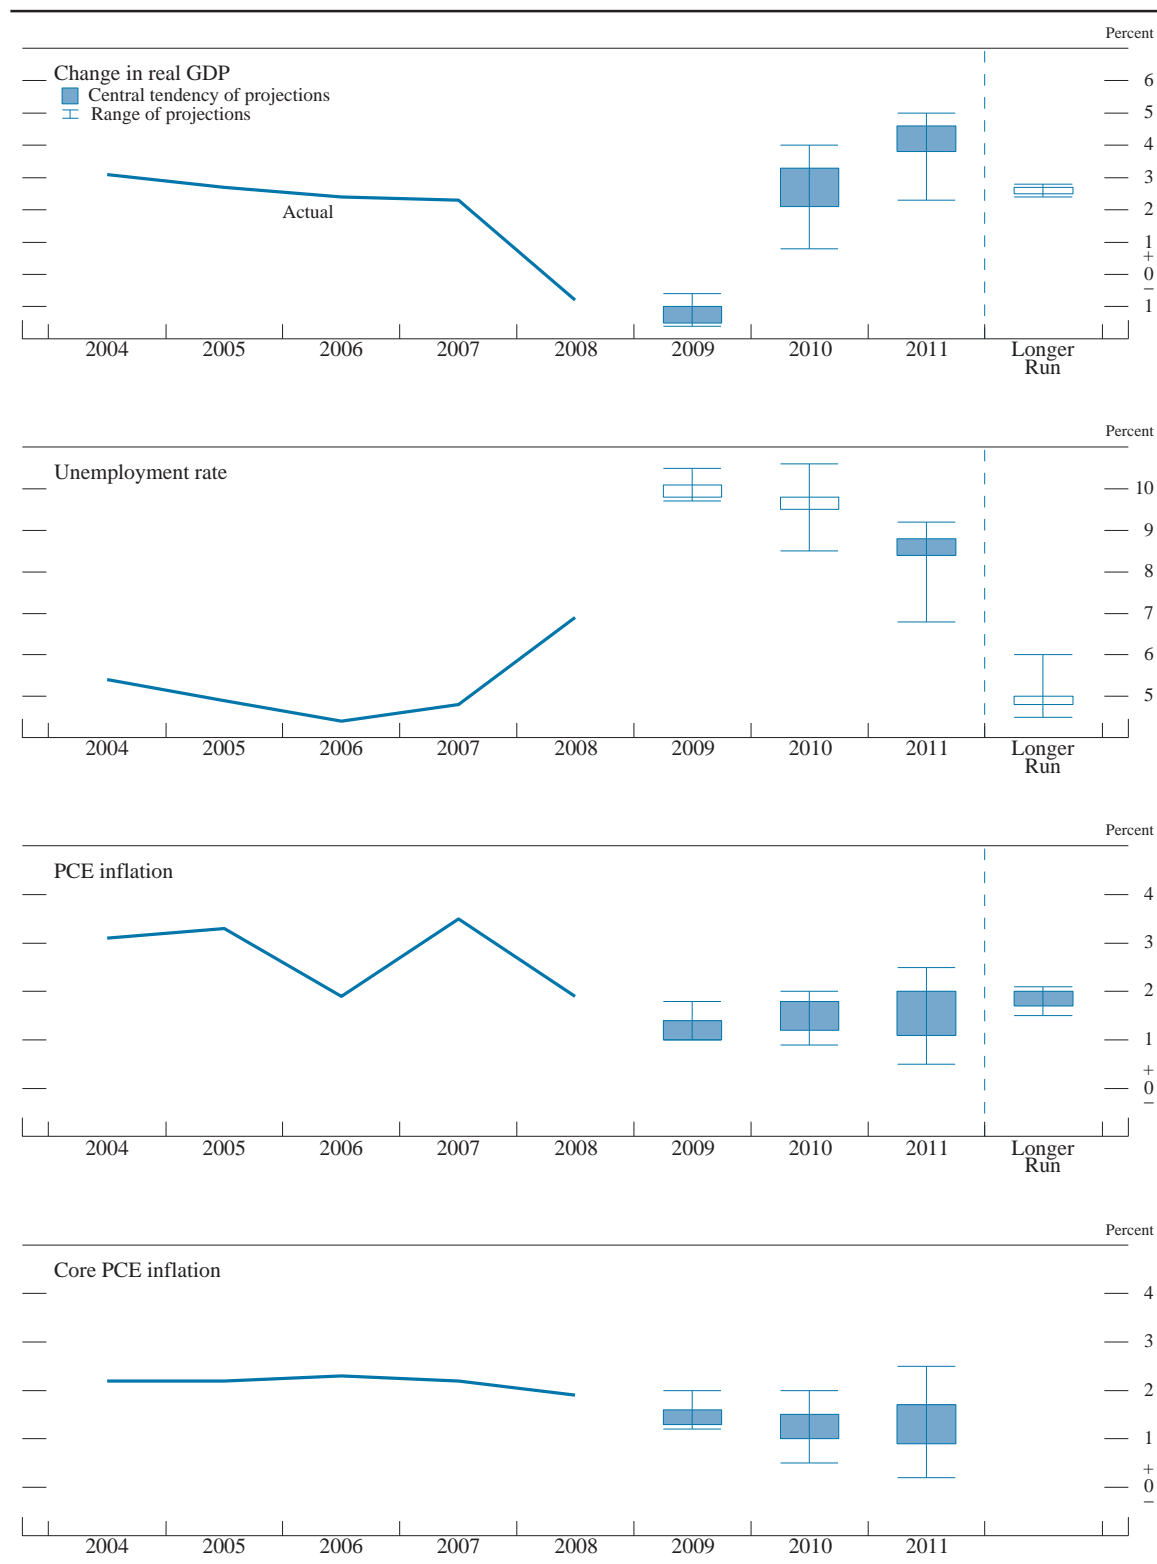 Percent
Change in real GDP
Central tendency of projections
Range of projections
Actual
6
5
4
3
2
1
+
0
−
1
2004 2005 2006 2007 2008 2009 2010 2011 Longer
Run
Percent
Unemployment rate
10
9
8
7
6
5
2004 2005 2006 2007 2008 2009 2010 2011 Longer
Run
Percent
PCE inflation
4
3
2
1
+
0
−
2004 2005 2006 2007 2008 2009 2010 2011 Longer
Run
Percent
Core PCE inflation
4
3
2
1
+
0
−
2004 2005 2006 2007 2008 2009 2010 2011